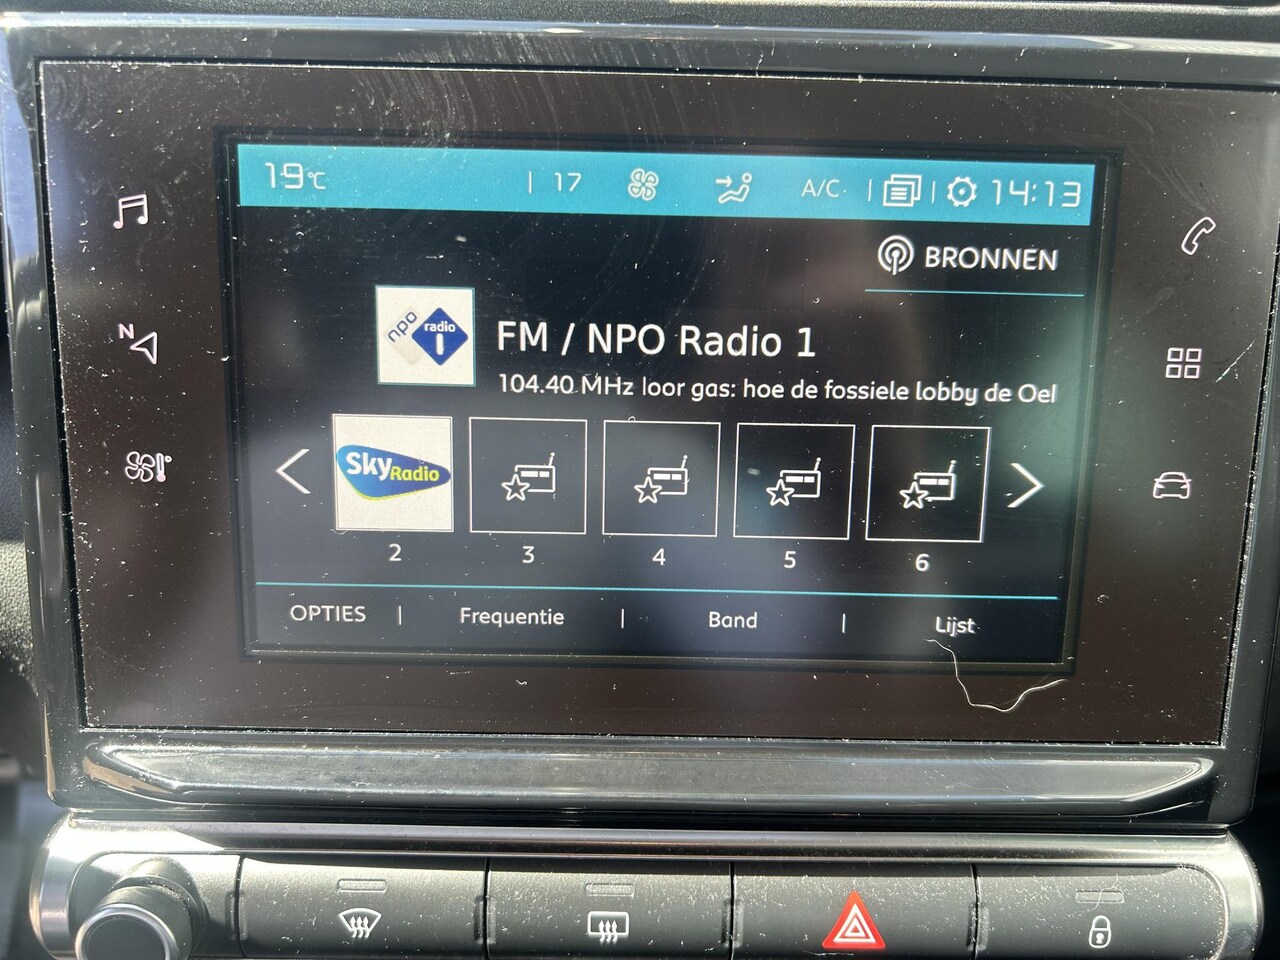 19°C | 17 A/C | | 14:13
BRONNEN
npo radio 1
FM / NPO Radio 1
104.40 MHz loor gas: hoe de fossiele lobby de Oel
N
Sky Radio
2 3 4 5 6
OPTIES | Frequentie | Band | Lijst